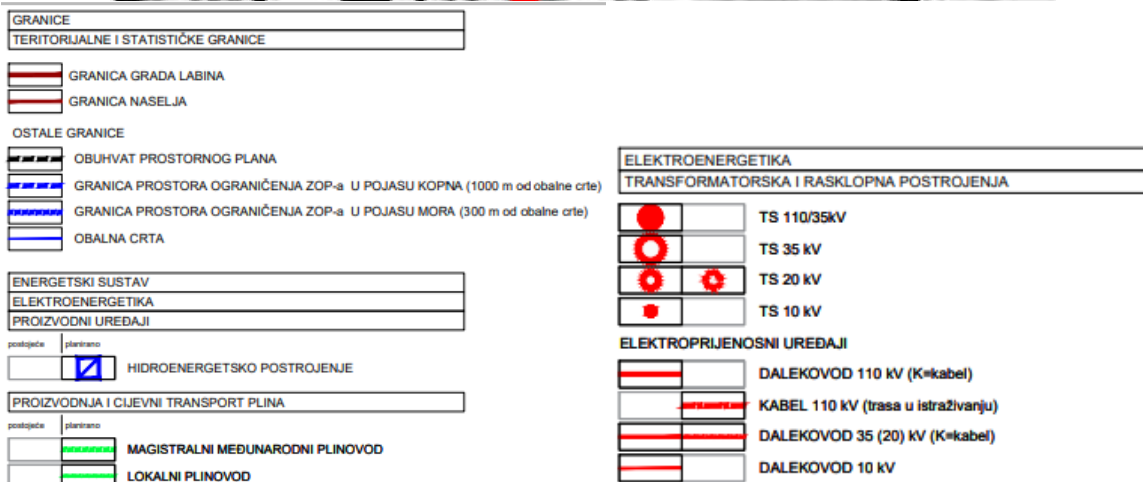 GRANICE
TERITORIJALNE I STATISTIČKE GRANICE
GRANICA GRADA LABINA
GRANICA NASELJA
OSTALE GRANICE
OBUHVAT PROSTORNOG PLANA
GRANICA PROSTORA OGRANIČENJA ZOP-a U POJASU KOPNA (1000 m od obalne crte)
GRANICA PROSTORA OGRANIČENJA ZOP-a U POJASU MORA (300 m od obalne crte)
OBALNA CRTA
ENERGETSKI SUSTAV
ELEKTROENERGETIKA
PROIZVODNI UREĐAJI
postojeće planirano
HIDROENERGETSKO POSTROJENJE
PROIZVODNJA I CIJEVNI TRANSPORT PLINA
postojeće planirano
MAGISTRALNI MEĐUNARODNI PLINOVOD
LOKALNI PLINOVOD
ELEKTROENERGETIKA
TRANSFORMATORSKA I RASKLOPNA POSTROJENJA
TS 110/35kV
TS 35 kV
TS 20 kV
TS 10 kV
ELEKTROPRIJENOSNI UREĐAJI
DALEKOVOD 110 kV (K=kabel)
KABEL 110 kV (trasa u istraživanju)
DALEKOVOD 35 (20) kV (K=kabel)
DALEKOVOD 10 kV